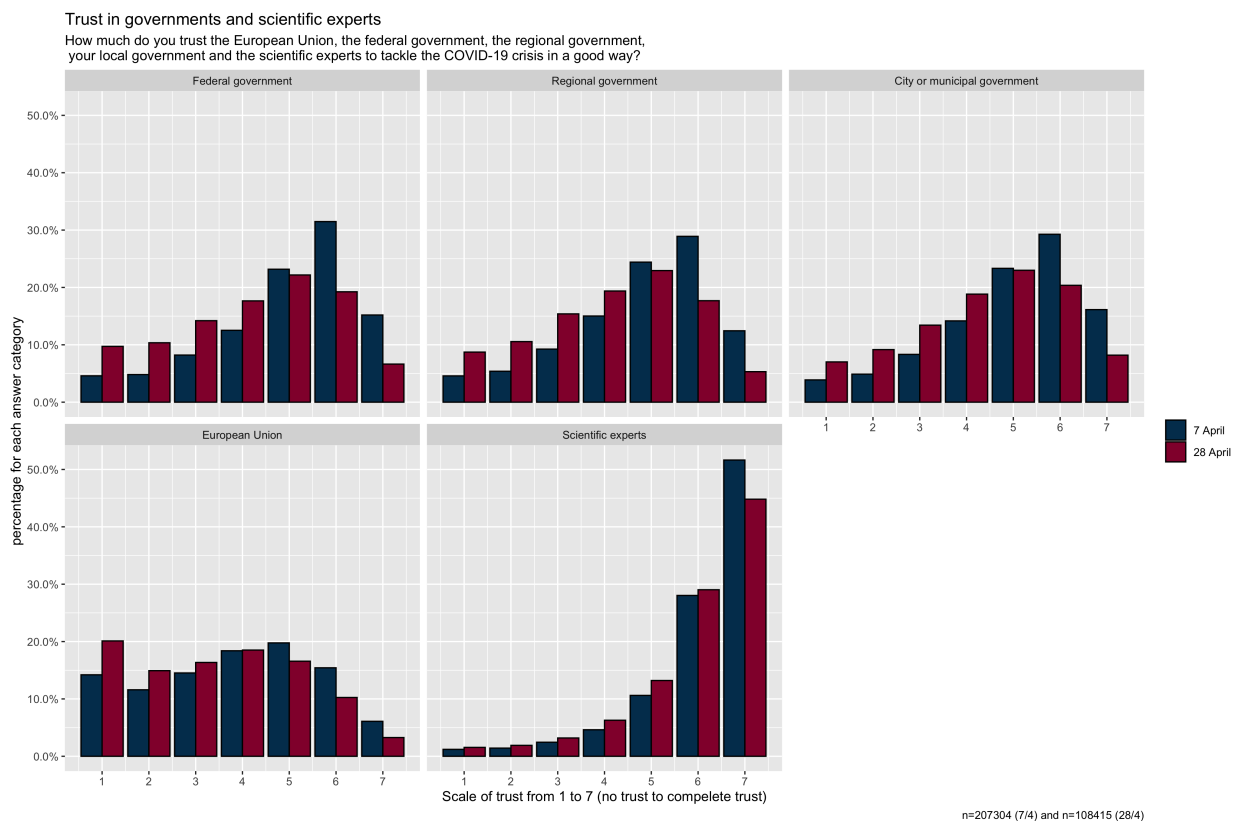 Trust in governments and scientific experts
How much do you trust the European Union, the federal government, the regional government,
your local government and the scientific experts to tackle the COVID-19 crisis in a good way?
Federal government
Regional government
City or municipal government
50.0%
40.0%
30.0%
20.0%
10.0%
0.0%
1 2 3 4 5 6 7
percentage for each answer category
7 April
28 April
European Union
Scientific experts
50.0%
40.0%
30.0%
20.0%
10.0%
0.0%
1 2 3 4 5 6 7
1 2 3 4 5 6 7
Scale of trust from 1 to 7 (no trust to compelete trust)
n=207304 (7/4) and n=108415 (28/4)